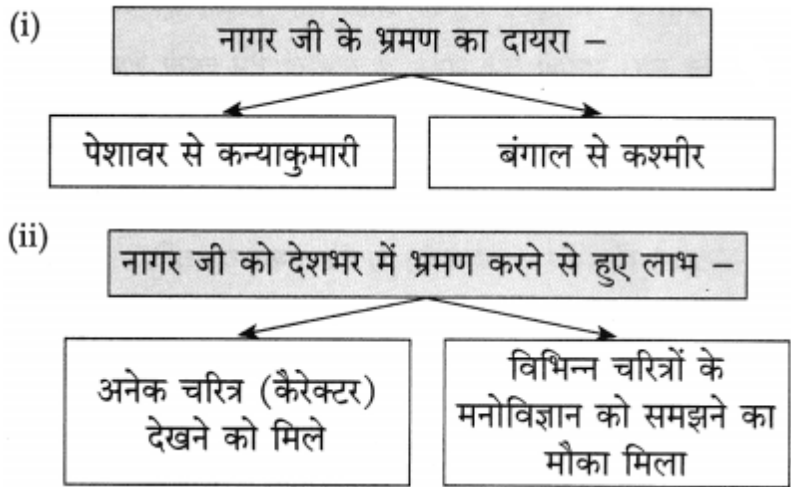 (i)
नागर जी के भ्रमण का दायरा –
पेशावर से कन्याकुमारी
बंगाल से कश्मीर
(ii)
नागर जी को देशभर में भ्रमण करने से हुए लाभ –
अनेक चरित्र (कैरेक्टर)
देखने को मिले
विभिन्न चरित्रों के
मनोविज्ञान को समझने का
मौका मिला